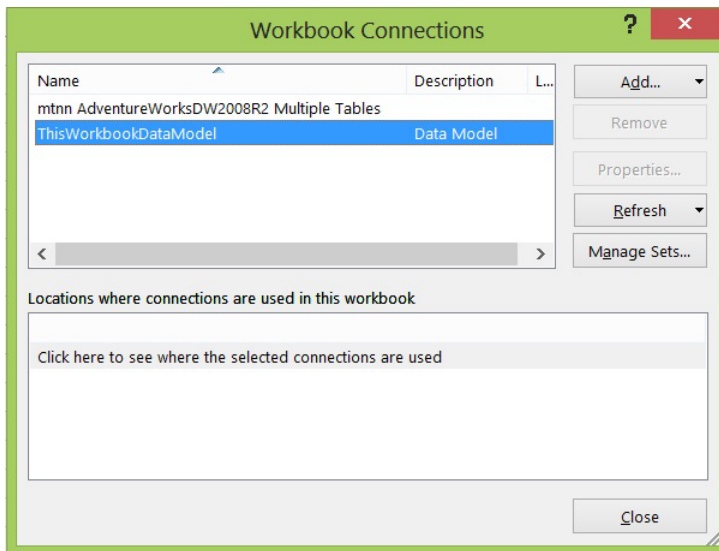 Workbook Connections
?
Name Description L...
mtnn AdventureWorksDW2008R2 Multiple Tables
ThisWorkbookDataModel Data Model
Add...
Remove
Properties...
Refresh
Manage Sets...
Locations where connections are used in this workbook
Click here to see where the selected connections are used
Close